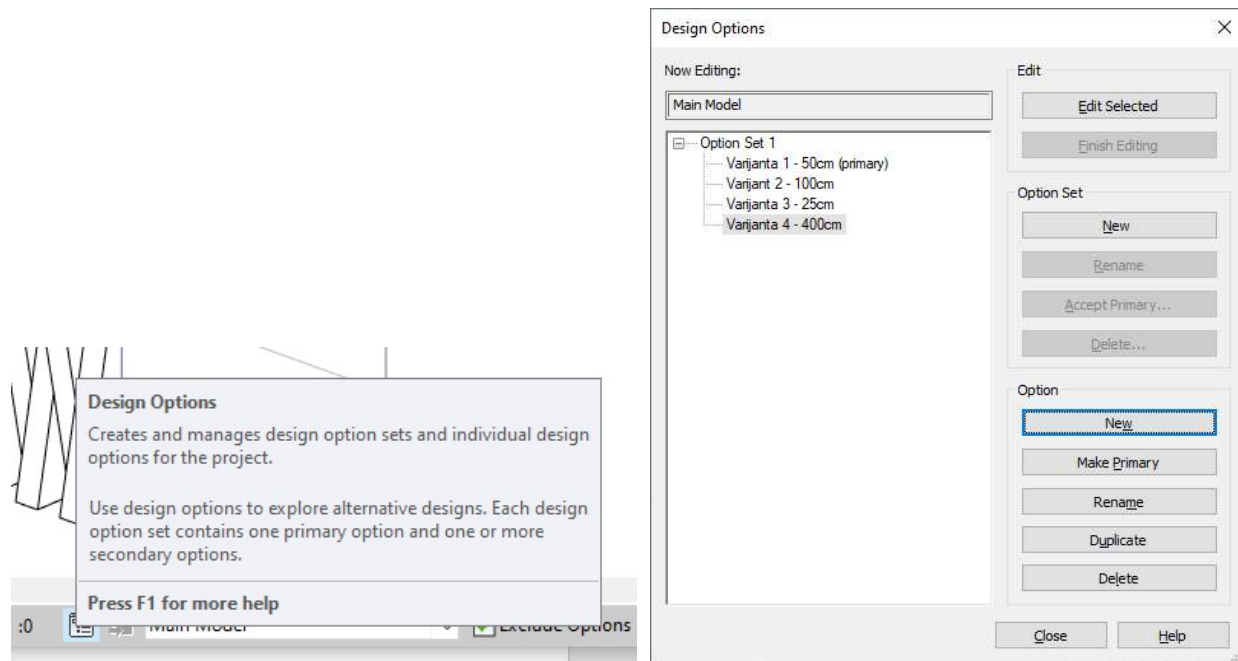 Design Options
Creates and manages design option sets and individual design
options for the project.
Use design options to explore alternative designs. Each design
option set contains one primary option and one or more
secondary options.
Press F1 for more help
:0
Main Model
Exclude Options
Design Options
Now Editing:
Main Model
Option Set 1
Varijanta 1 - 50cm (primary)
Varijant 2 - 100cm
Varijanta 3 - 25cm
Varijanta 4 - 400cm
Edit
Edit Selected
Finish Editing
Option Set
New
Rename
Accept Primary...
Delete...
Option
New
Make Primary
Rename
Duplicate
Delete
Close
Help